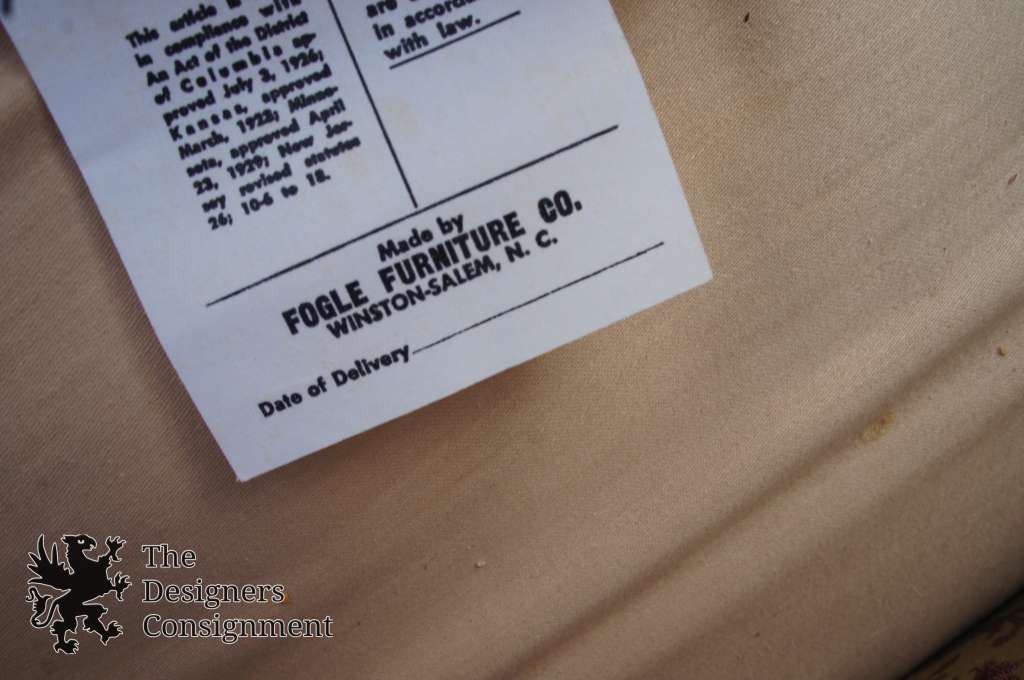 This article is
in compliance with
An Act of the District
of Columbia ap-
proved July 3, 1926;
Kansas, approved
March, 1923; Minne-
sota, approved April
23, 1929; New Jer-
sey revised statutes
26; 10-6 to 18.
are
in accorda
with law.
Made by
FOGLE FURNITURE CO.
WINSTON-SALEM, N. C.
Date of Delivery
The
Designers
Consignment